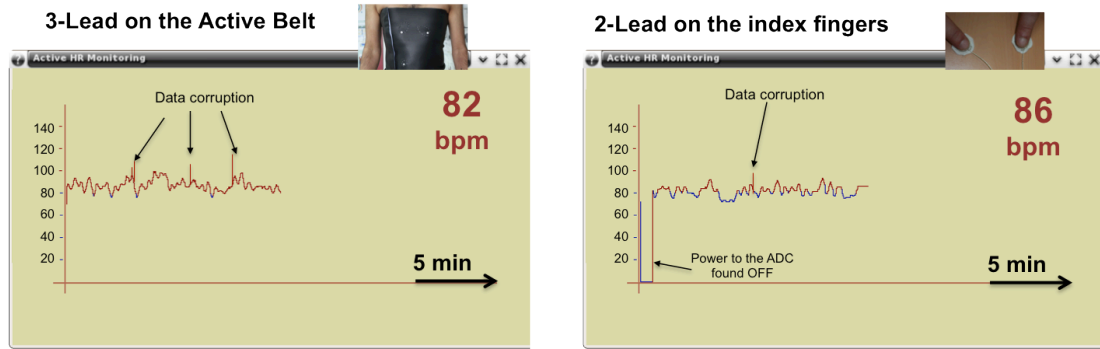 3-Lead on the Active Belt
Active HR Monitoring
Data corruption
82
bpm
140
120
100
80
60
40
20
5 min
2-Lead on the index fingers
Active HR Monitoring
Data corruption
86
bpm
140
120
100
80
60
40
20
Power to the ADC
found OFF
5 min